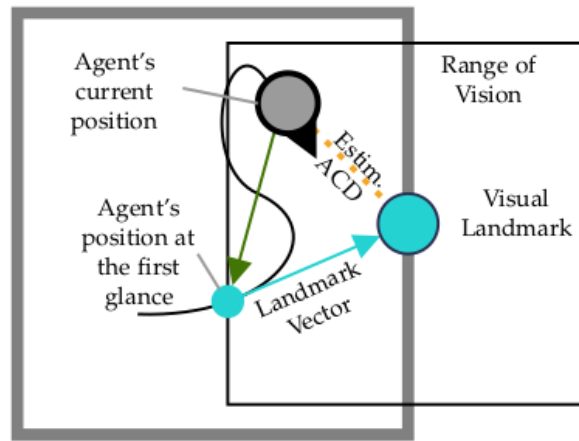 Agent's
current
position
Range of
Vision
Estim.
ACD
Visual
Landmark
Agent's
position at
the first
glance
Landmark
Vector